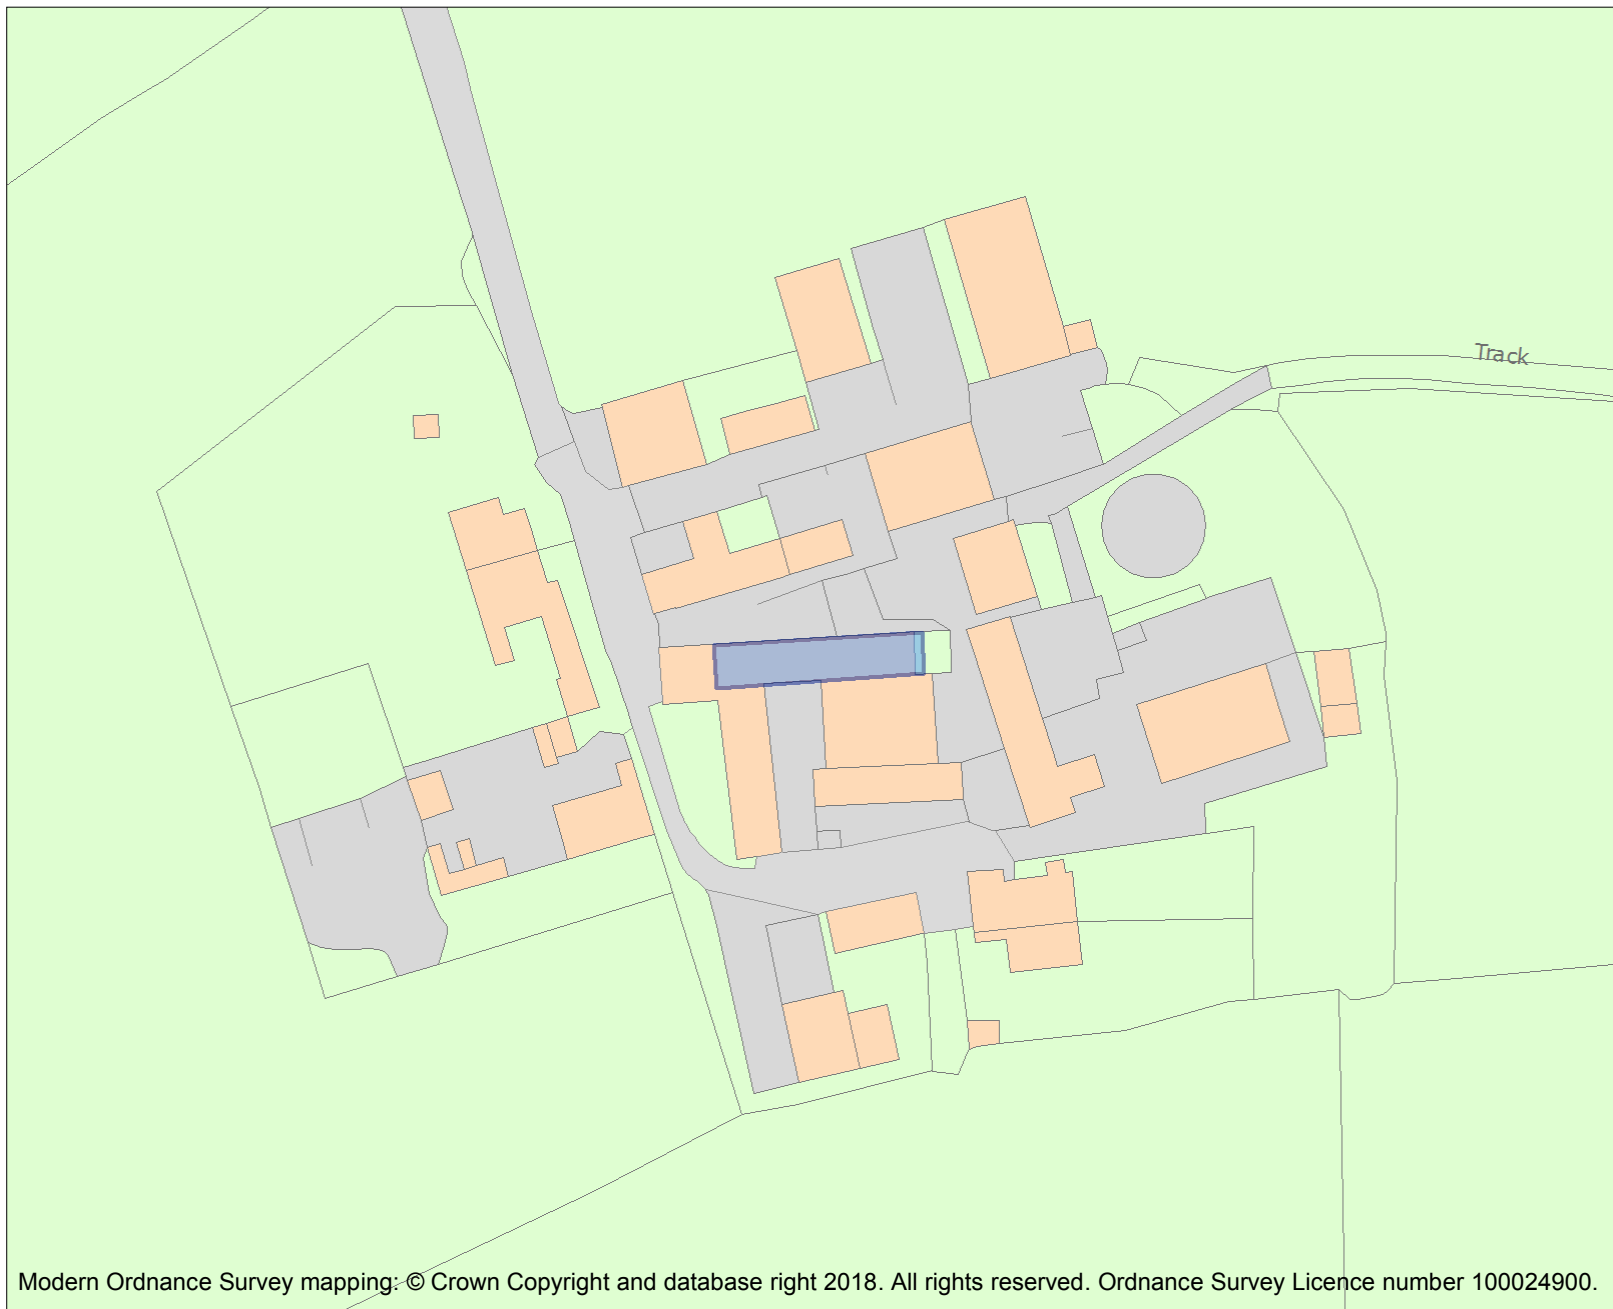 Track
Modern Ordnance Survey mapping: © Crown Copyright and database right 2018. All rights reserved. Ordnance Survey Licence number 100024900.